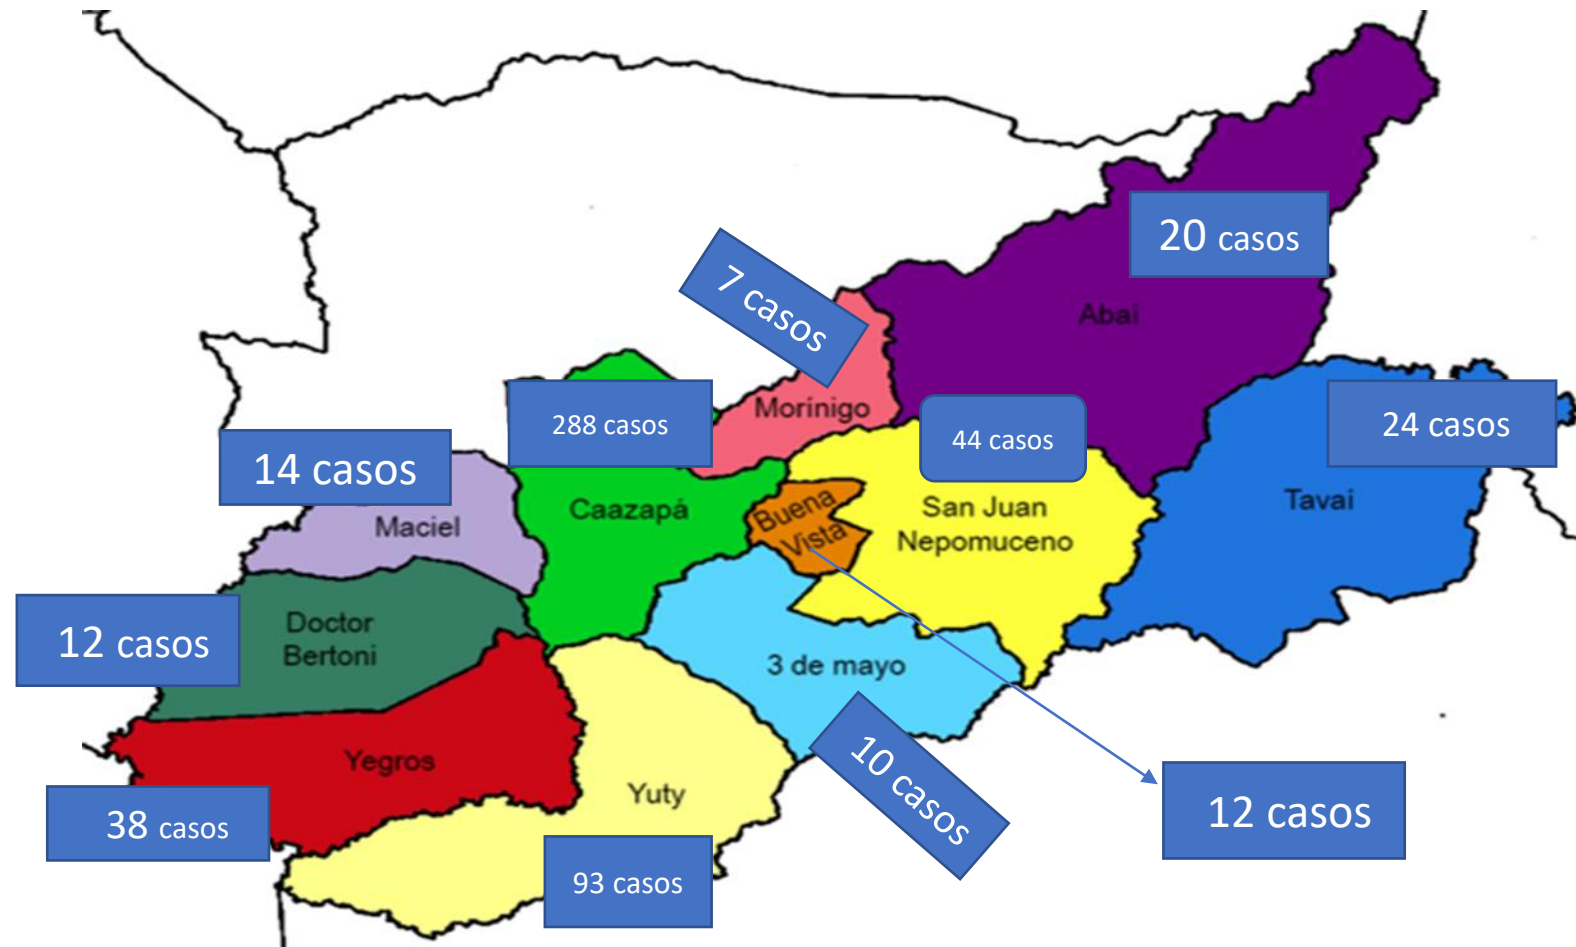 20 casos
7 casos
Abai
Morínigo
288 casos
44 casos
24 casos
14 casos
Caazapá
Buena
Vista
San Juan
Nepomuceno
Tavai
Maciel
12 casos
Doctor
Bertoni
3 de mayo
Yegros
10 casos
Yuty
12 casos
38 casos
93 casos